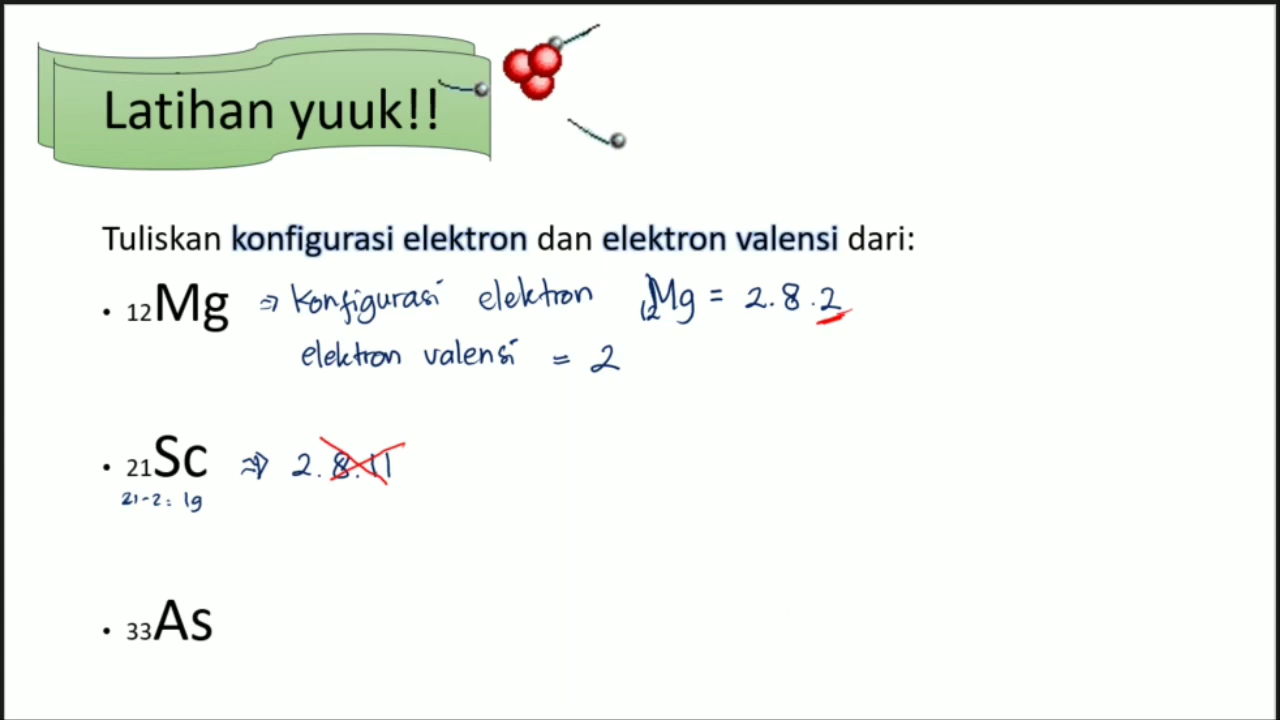 Latihan yuuk!!
Tuliskan konfigurasi elektron dan elektron valensi dari:
• 12Mg ⇒ konfigurasi elektron 12Mg = 2.8.2
elektron valensi = 2
• 21Sc ⇒ 2.8.11
21-2= 19
• 33As